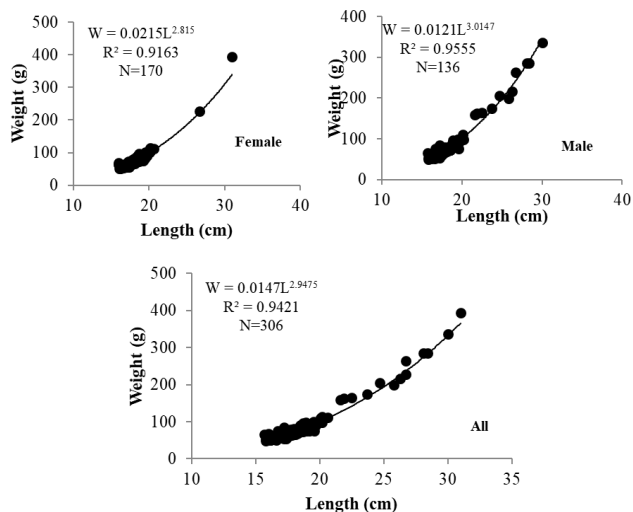 W = 0.0215L^2.815
R² = 0.9163
N=170
500
400
300
200
100
0
Weight (g)
Female
10
20
30
40
Length (cm)
W = 0.0121L^3.0147
R² = 0.9555
N=136
400
300
200
100
0
Weight (g)
Male
10
20
30
40
Length (cm)
W = 0.0147L^2.9475
R² = 0.9421
N=306
500
400
300
200
100
0
Weight (g)
All
10
15
20
25
30
35
Length (cm)